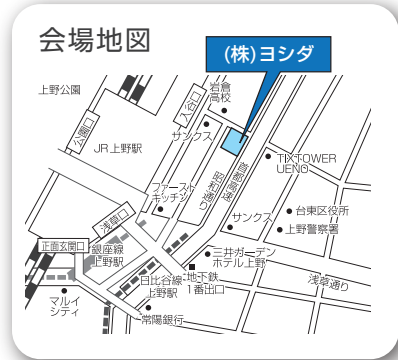 会場地図
(株)ヨシダ
上野公園
岩倉
高校
入谷口
公園口
サンクス
JR上野駅
首都高速
昭和通り
TIXTOWER
UENO
ファースト
キッチン
浅草口
サンクス
台東区役所
上野警察署
正面玄関口
銀座線
上野駅
三井ガーデン
ホテル上野
浅草通り
日比谷線
上野駅
地下鉄
1番出口
マルイ
シティ
常陽銀行